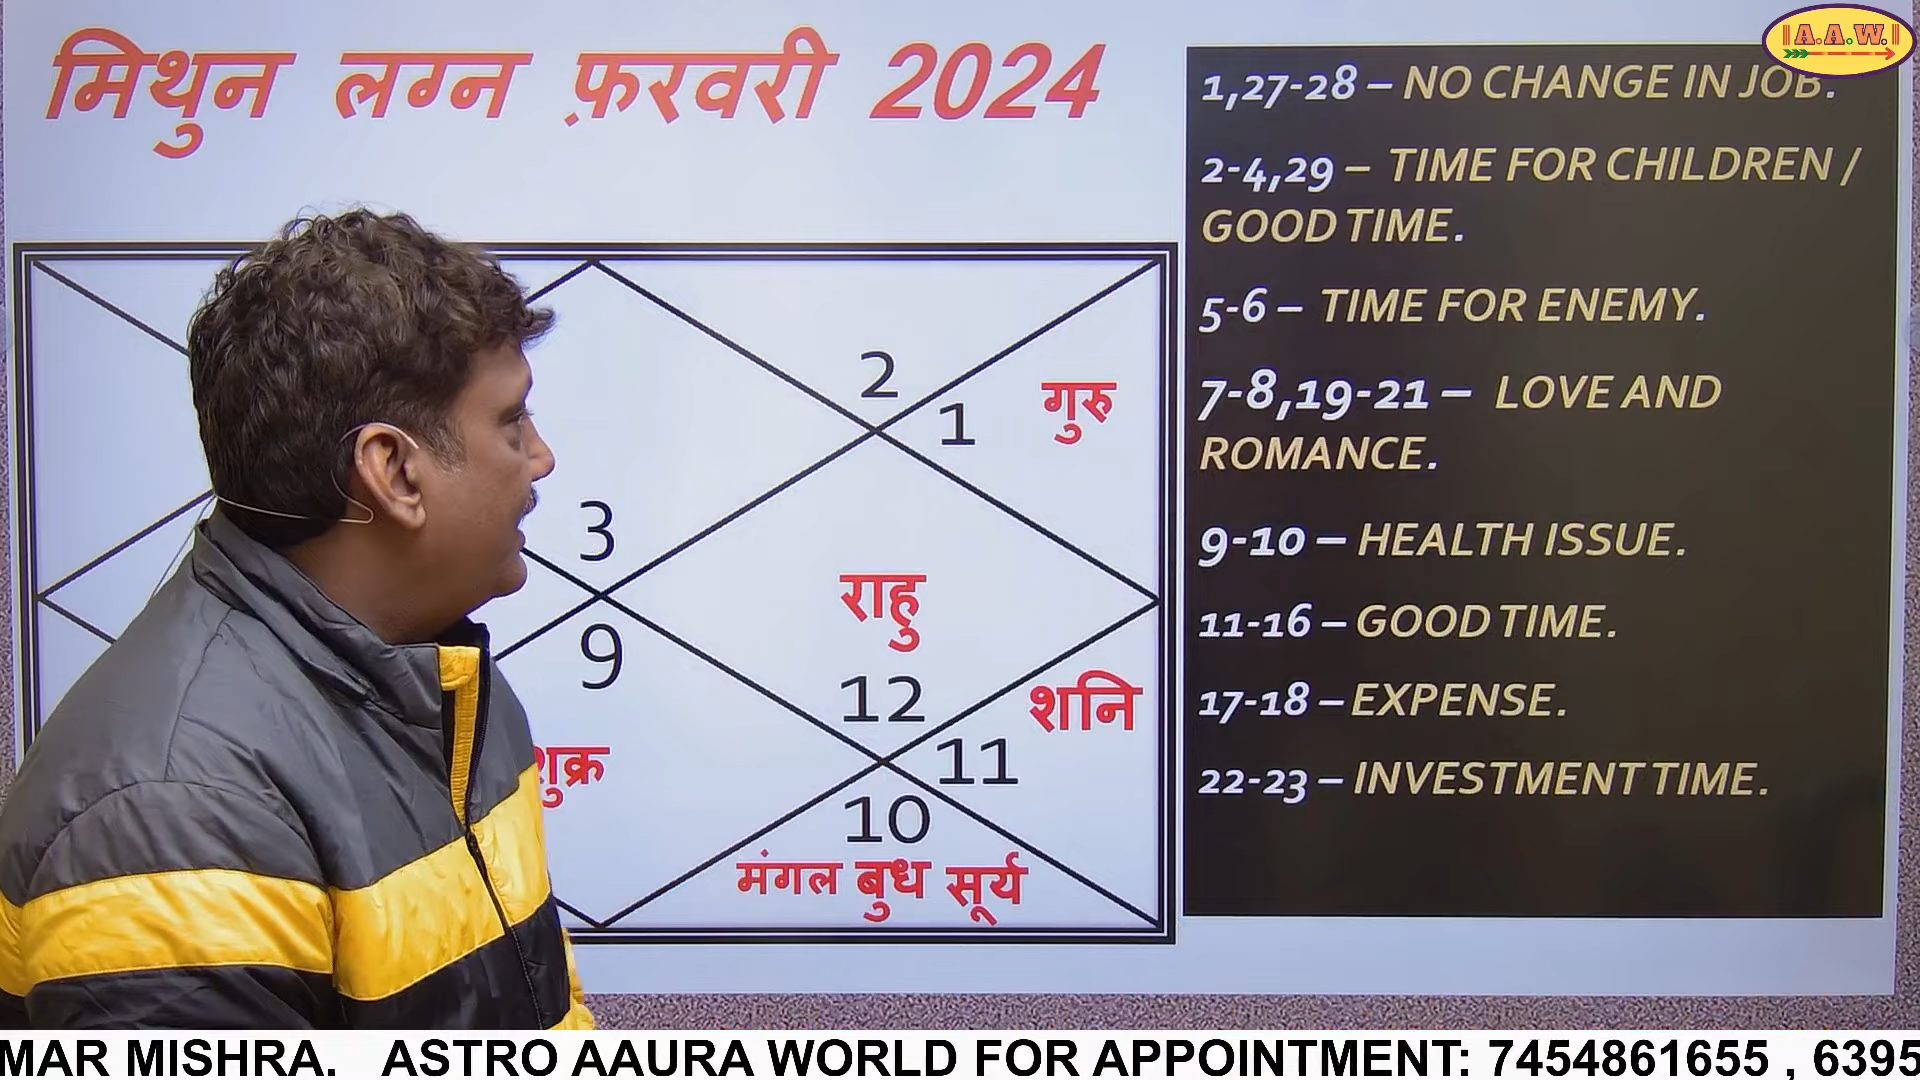 मिथुन लग्न फ़रवरी 2024
A.A.W.
1,27-28 – NO CHANGE IN JOB.
2-4,29 – TIME FOR CHILDREN /
GOOD TIME.
5-6 – TIME FOR ENEMY.
7-8,19-21 – LOVE AND
ROMANCE.
9-10 – HEALTH ISSUE.
11-16 – GOOD TIME.
17-18 – EXPENSE.
22-23 – INVESTMENT TIME.
2
1
गुरु
3
राहु
9
12
शनि
शुक्र
11
10
मंगल बुध सूर्य
MAR MISHRA. ASTRO AAURA WORLD FOR APPOINTMENT: 7454861655 , 6395